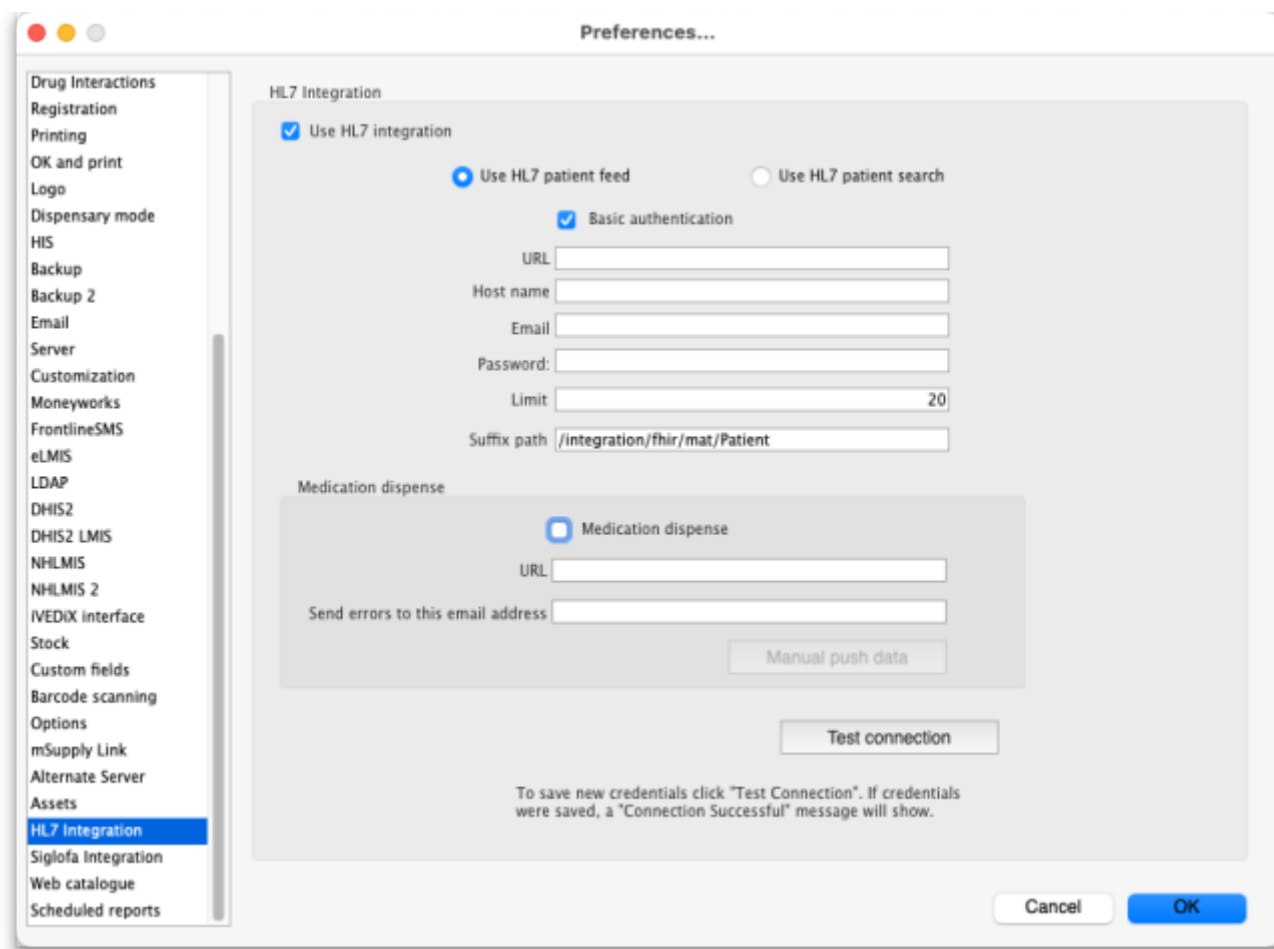 Preferences...
Drug Interactions
Registration
Printing
OK and print
Logo
Dispensary mode
HIS
Backup
Backup 2
Email
Server
Customization
Moneyworks
FrontlineSMS
eLMIS
LDAP
DHIS2
DHIS2 LMIS
NHLMIS
NHLMIS 2
iVEDiX interface
Stock
Custom fields
Barcode scanning
Options
mSupply Link
Alternate Server
Assets
HL7 Integration
Siglofa Integration
Web catalogue
Scheduled reports
HL7 Integration
Use HL7 integration
Use HL7 patient feed Use HL7 patient search
Basic authentication
URL
Host name
Email
Password:
Limit 20
Suffix path /integration/fhir/mat/Patient
Medication dispense
Medication dispense
URL
Send errors to this email address
Manual push data
Test connection
To save new credentials click "Test Connection". If credentials
were saved, a "Connection Successful" message will show.
Cancel OK